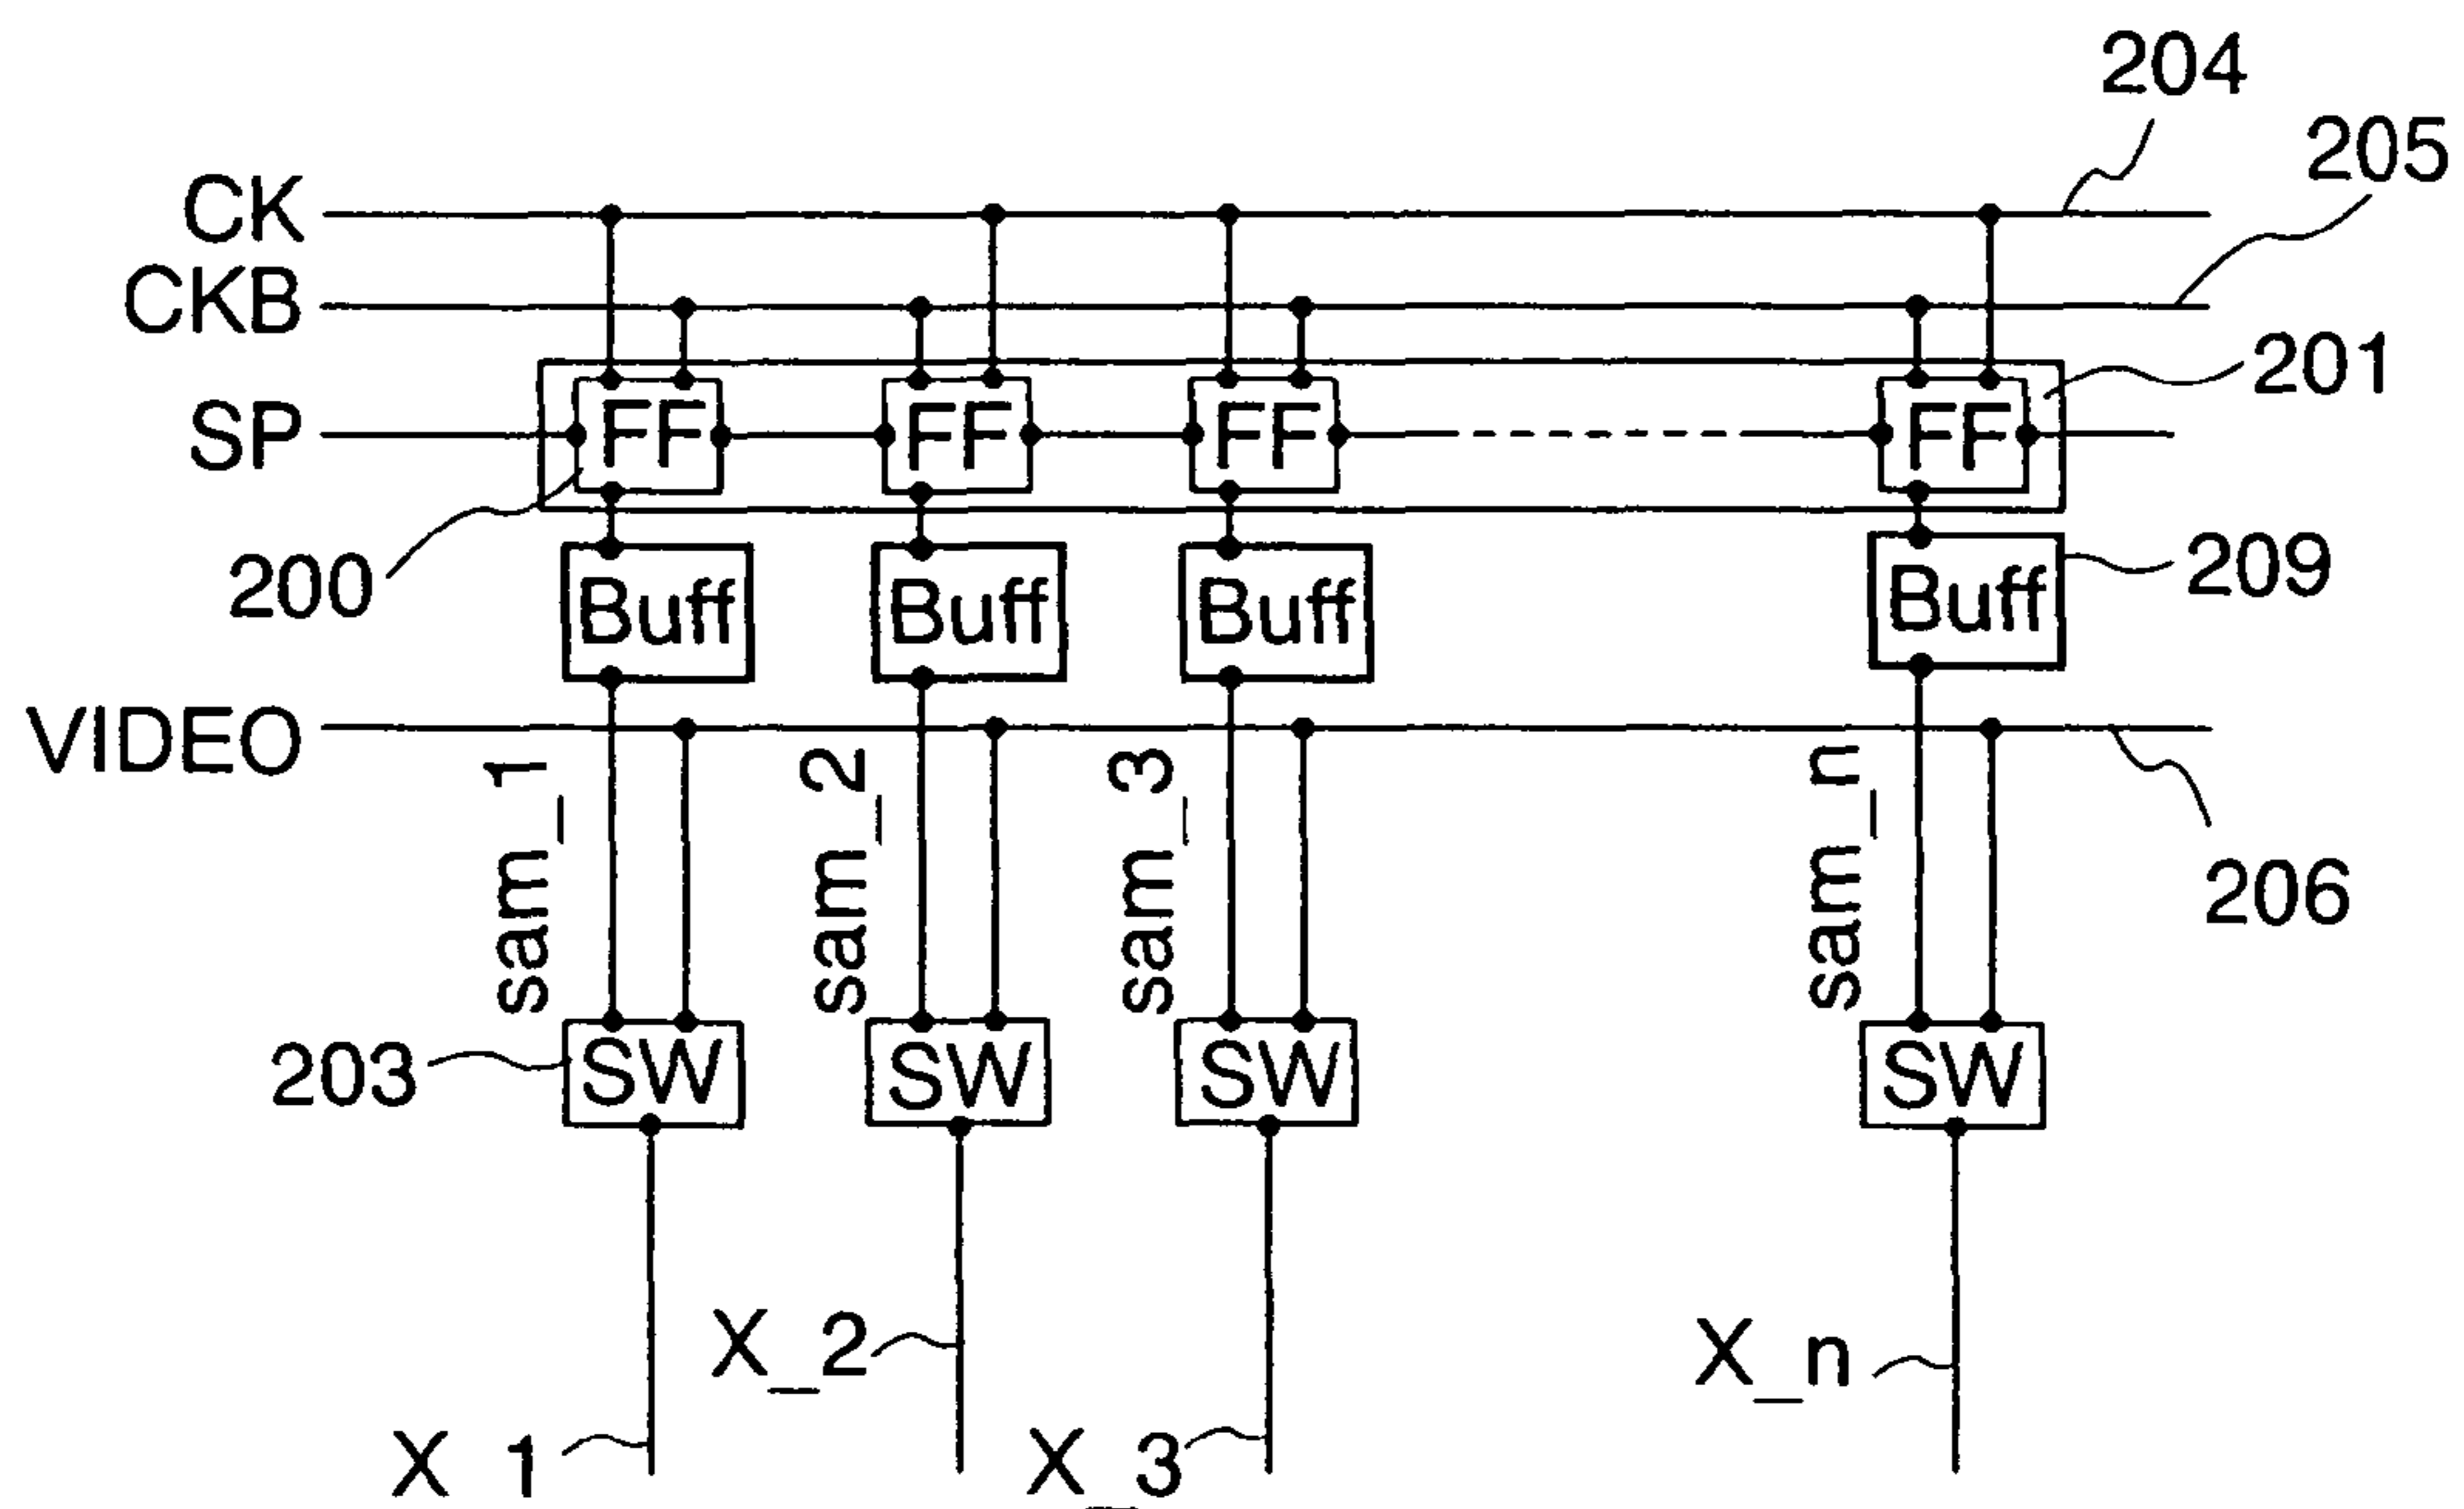 204
205
CK
CKB
201
SP
FF FF FF FF
200
Buff Buff Buff Buff
209
VIDEO
sam_1 sam_2 sam_3 sam_n
206
203
SW SW SW SW
X_2
X_n
X 1
X_3